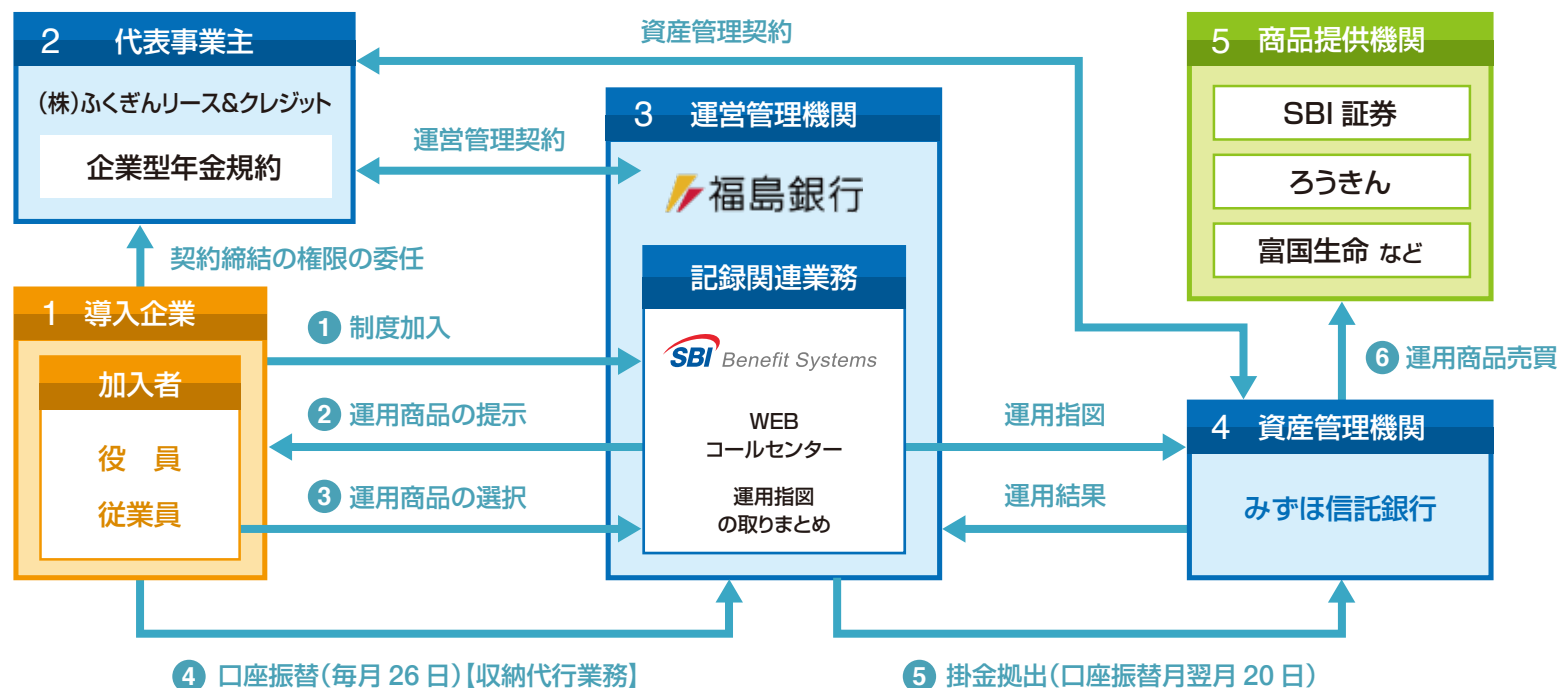 2 代表事業主
(株)ふくぎんリース&クレジット
企業型年金規約
資産管理契約
運営管理契約
契約締結の権限の委任
1 導入企業
加入者
役 員
従業員
1 制度加入
2 運用商品の提示
3 運用商品の選択
3 運営管理機関
福島銀行
記録関連業務
SBI Benefit Systems
WEB
コールセンター
運用指図
の取りまとめ
運用指図
運用結果
5 商品提供機関
SBI 証券
ろうきん
富国生命 など
6 運用商品売買
4 資産管理機関
みずほ信託銀行
4 口座振替(毎月 26 日)【収納代行業務】
5 掛金拠出(口座振替月翌月 20 日)